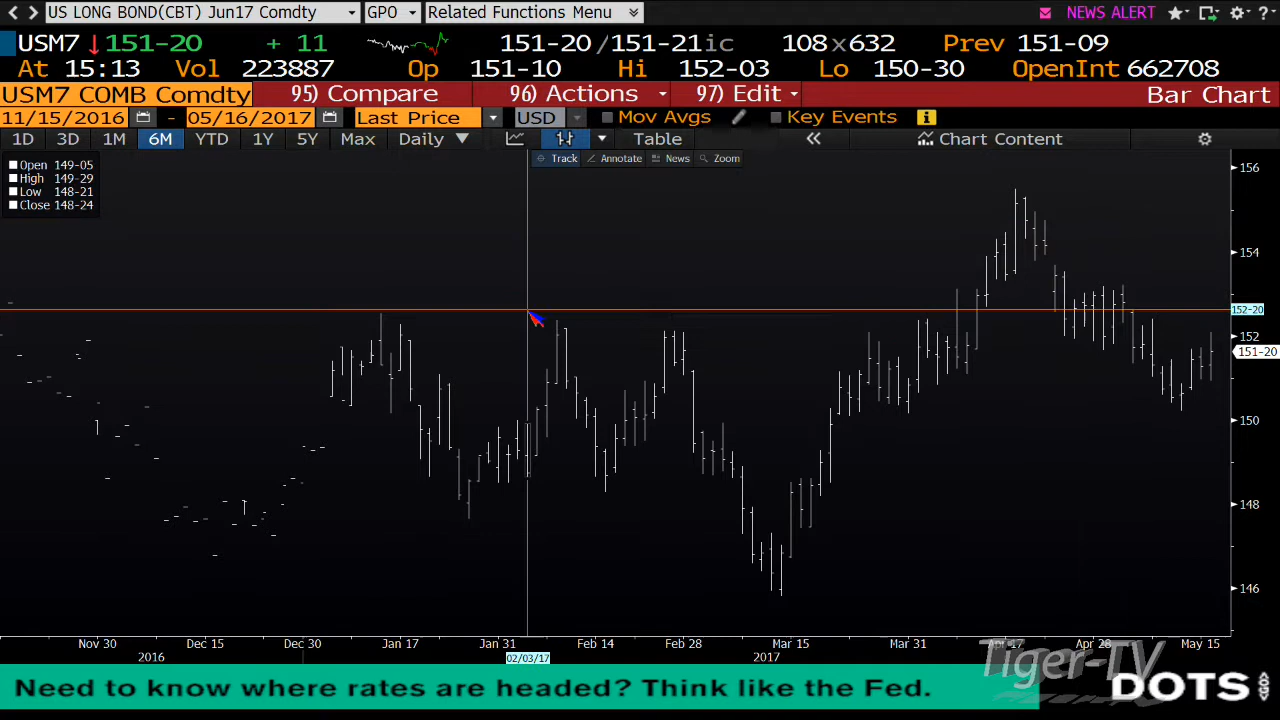 US LONG BOND(CBT) Jun17 Comdty GPO Related Functions Menu NEWS ALERT ?
USM7 151-20 + 11 151-20/151-21ic 108x632 Prev 151-09
At 15:13 Vol 223887 Op 151-10 Hi 152-03 Lo 150-30 OpenInt 662708
USM7 COMB Comdty 95) Compare 96) Actions 97) Edit Bar Chart
11/15/2016 - 05/16/2017 Last Price USD Mov Avgs Key Events
1D 3D 1M 6M YTD 1Y 5Y Max Daily Table Chart Content
Track Annotate News Zoom
Open 149-05
High 149-29
Low 148-21
Close 148-24
156
154
152-20
152
151-20
150
148
146
Nov 30 Dec 15 Dec 30 Jan 17 Jan 31 Feb 14 Feb 28 Mar 15 Mar 31 Apr 17 Apr 28 May 15
2016 02/03/17 2017
Tiger-TV
Need to know where rates are headed? Think like the Fed.
DOTS